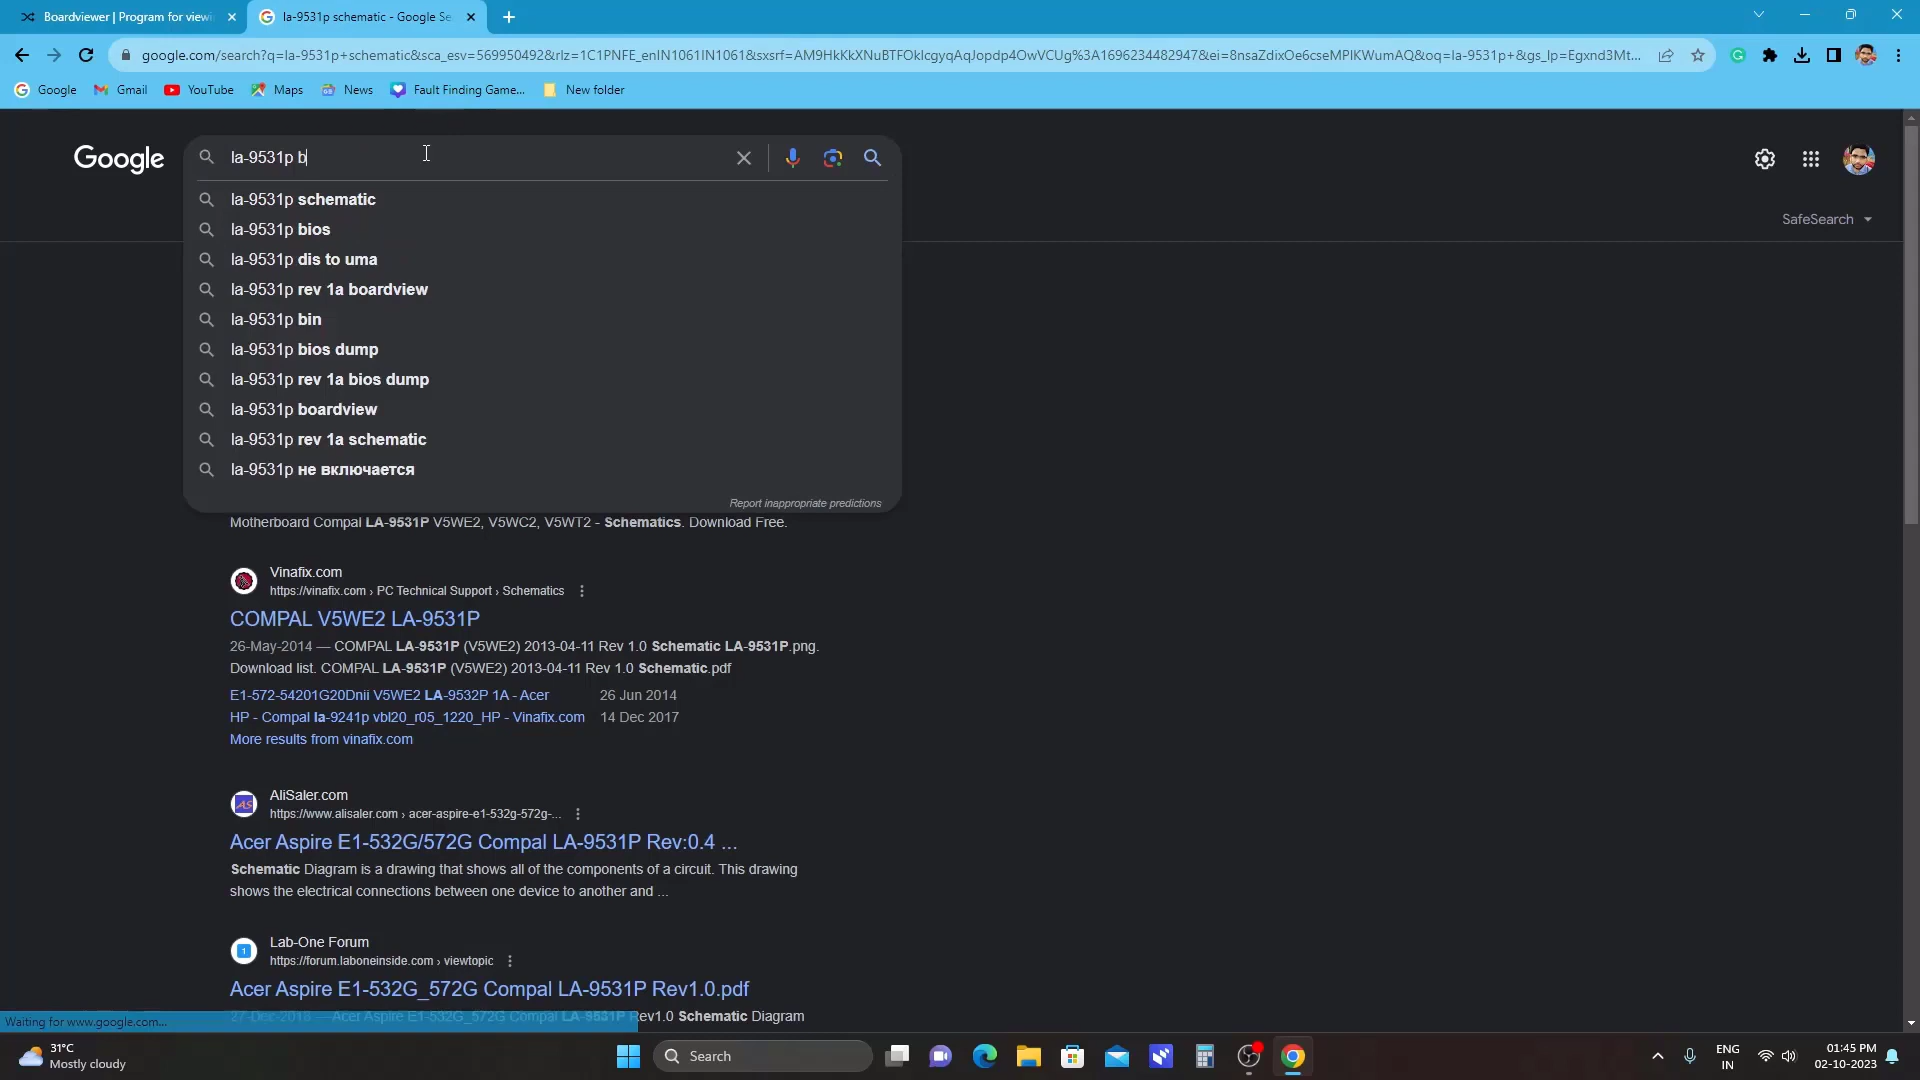 Boardviewer | Program for viewi
la-9531p schematic - Google Se
google.com/search?q=la-9531p+schematic&sca_esv=569950492&rlz=1C1PNFE_enIN1061IN1061&sxsrf=AM9HkKkXNuBTFOklcgyqAqJopdp4OwVCUg%3A1696234482947&ei=8nsaZdixOe6cseMPlKWumAQ&oq=la-9531p+&gs_lp=Egxnd3Mt...
Google
Gmail
YouTube
Maps
News
Fault Finding Game...
New folder
Google
la-9531p b
SafeSearch
la-9531p schematic
la-9531p bios
la-9531p dis to uma
la-9531p rev 1a boardview
la-9531p bin
la-9531p bios dump
la-9531p rev 1a bios dump
la-9531p boardview
la-9531p rev 1a schematic
la-9531p не включается
Report inappropriate predictions
Motherboard Compal LA-9531P V5WE2, V5WC2, V5WT2 - Schematics. Download Free.
Vinafix.com
https://vinafix.com › PC Technical Support › Schematics
COMPAL V5WE2 LA-9531P
26-May-2014 — COMPAL LA-9531P (V5WE2) 2013-04-11 Rev 1.0 Schematic LA-9531P.png.
Download list. COMPAL LA-9531P (V5WE2) 2013-04-11 Rev 1.0 Schematic.pdf
E1-572-54201G20Dnii V5WE2 LA-9532P 1A - Acer 26 Jun 2014
HP - Compal la-9241p vbl20_r05_1220_HP - Vinafix.com 14 Dec 2017
More results from vinafix.com
AliSaler.com
https://www.alisaler.com › acer-aspire-e1-532g-572g-...
Acer Aspire E1-532G/572G Compal LA-9531P Rev:0.4 ...
Schematic Diagram is a drawing that shows all of the components of a circuit. This drawing
shows the electrical connections between one device to another and ...
Lab-One Forum
https://forum.laboneinside.com › viewtopic
Acer Aspire E1-532G_572G Compal LA-9531P Rev1.0.pdf
27-Dec-2018 — Acer Aspire E1-532G_572G Compal LA-9531P Rev1.0 Schematic Diagram
Waiting for www.google.com...
31°C
Mostly cloudy
Search
ENG
IN
01:45 PM
02-10-2023